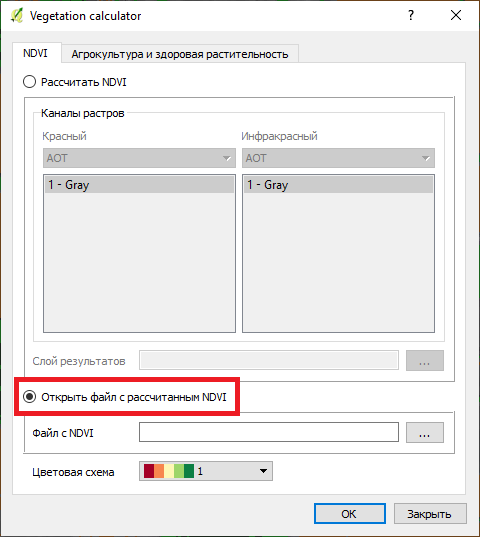 Vegetation calculator
?
NDVI
Агрокультура и здоровая растительность
Рассчитать NDVI
Каналы растров
Красный
Инфракрасный
AOT
AOT
1 - Gray
1 - Gray
Слой результатов
...
Открыть файл с рассчитанным NDVI
Файл с NDVI
...
Цветовая схема
1
OK
Закрыть